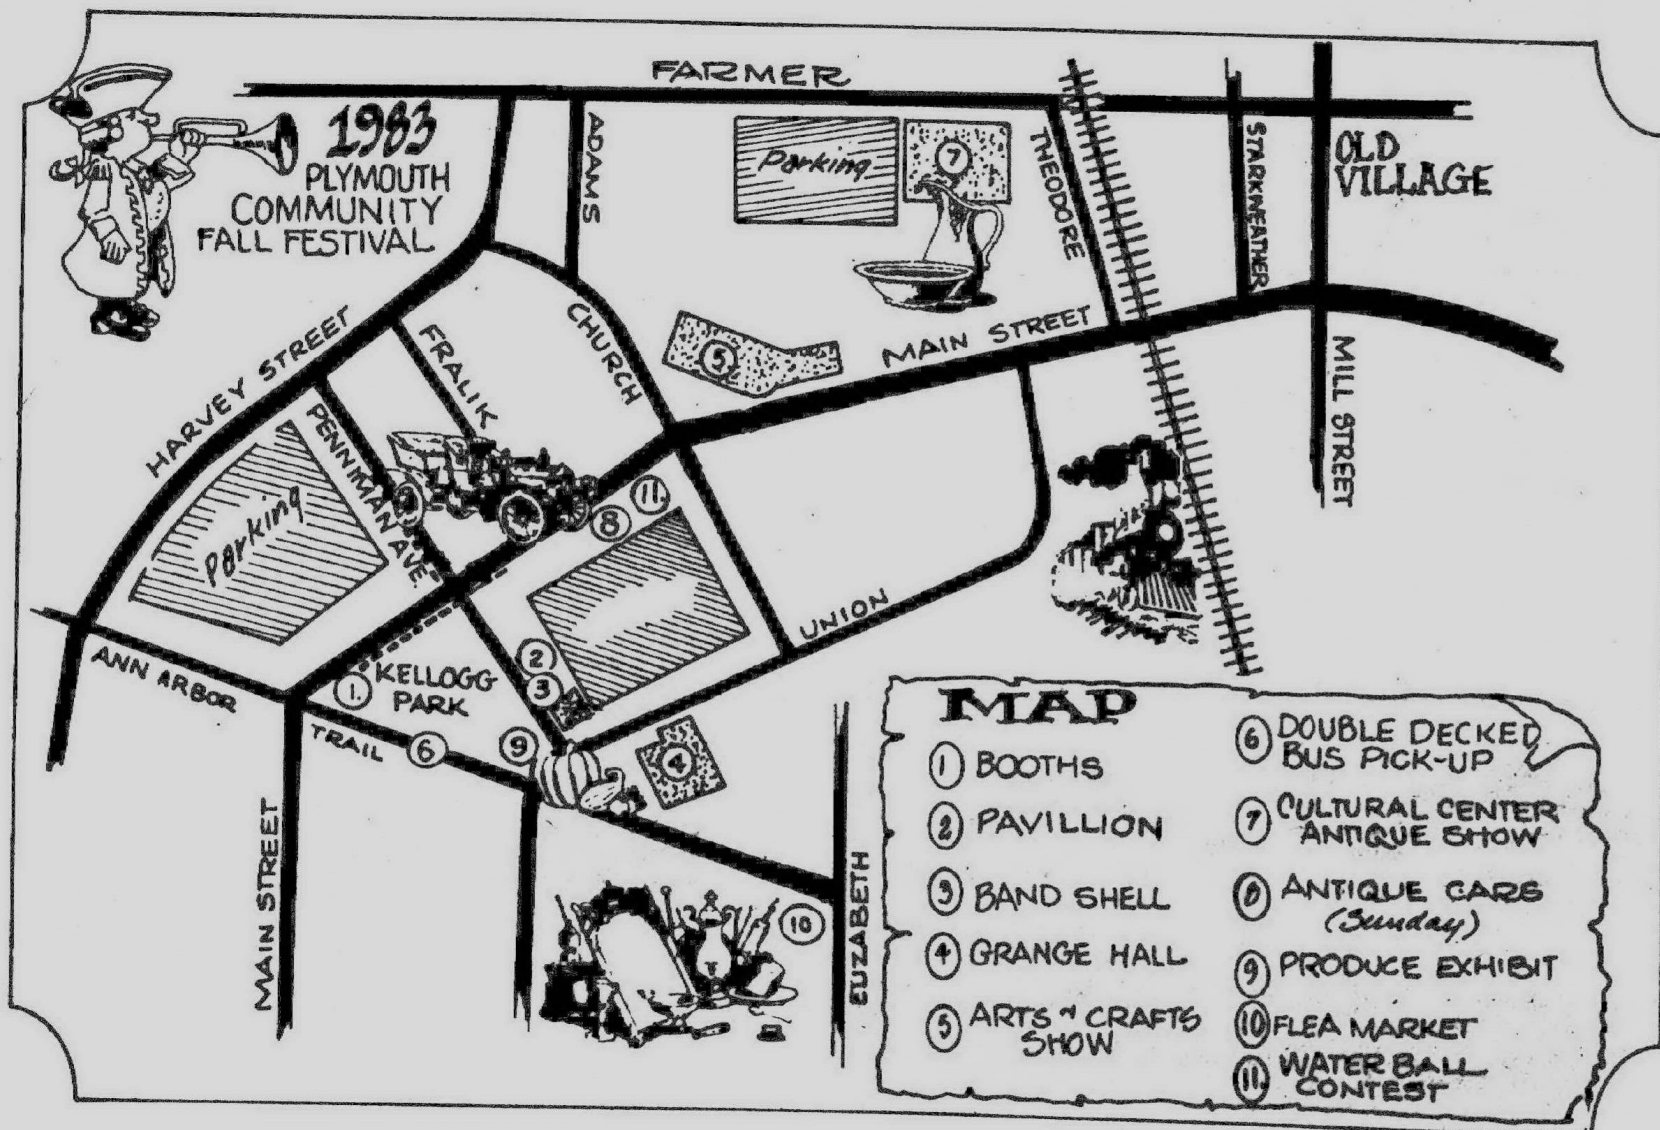 1983
PLYMOUTH
COMMUNITY
FALL FESTIVAL
FARMER
ADAMS
Parking
7
THEODORE
STARKWEATHER
OLD
VILLAGE
HARVEY STREET
FRALIK
CHURCH
5
MAIN STREET
MILL STREET
PENNIMAN AVE.
Parking
11.
8
UNION
ANN ARBOR
TRAIL
1.
KELLOGG
PARK
2
3
6
9
4
MAIN STREET
10
ELIZABETH
MAP
1 BOOTHS
2 PAVILLION
3 BAND SHELL
4 GRANGE HALL
5 ARTS N CRAFTS
SHOW
6 DOUBLE DECKED
BUS PICK-UP
7 CULTURAL CENTER
ANTIQUE SHOW
8 ANTIQUE CARS
(Sunday)
9 PRODUCE EXHIBIT
10 FLEA MARKET
11. WATER BALL
CONTEST